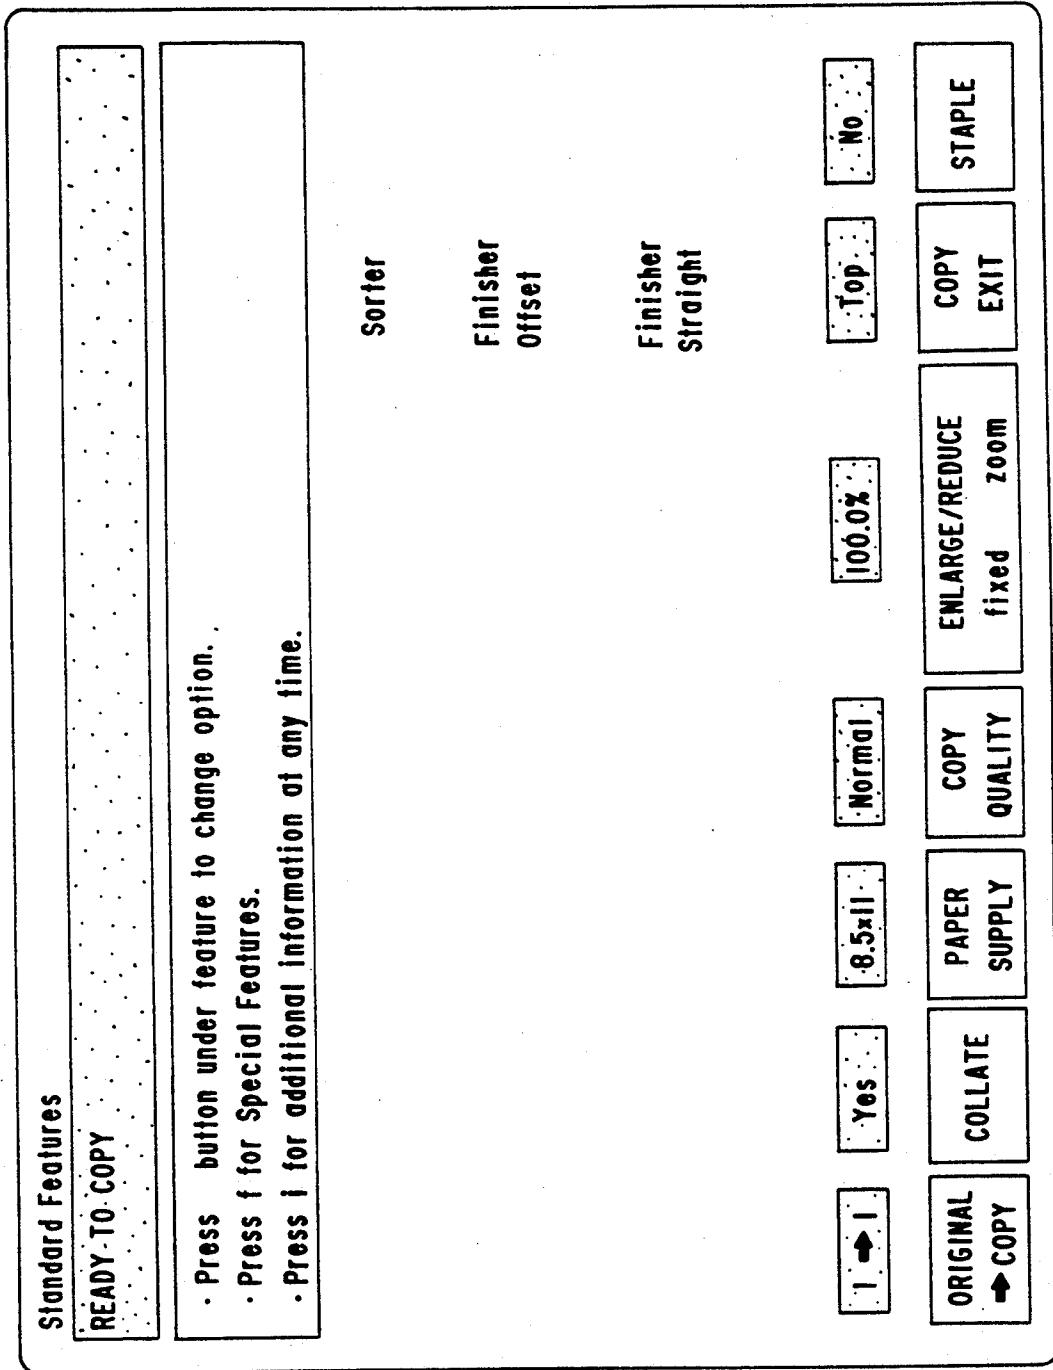 Standard Features
READY TO COPY
· Press button under feature to change option.
· Press f for Special Features.
· Press i for additional information at any time.
Sorter
Finisher
Offset
Finisher
Straight
1 ➡ 1
Yes
8.5x11
Normal
100.0%
Top
No
ORIGINAL
➡ COPY
COLLATE
PAPER
SUPPLY
COPY
QUALITY
ENLARGE/REDUCE
fixed zoom
COPY
EXIT
STAPLE